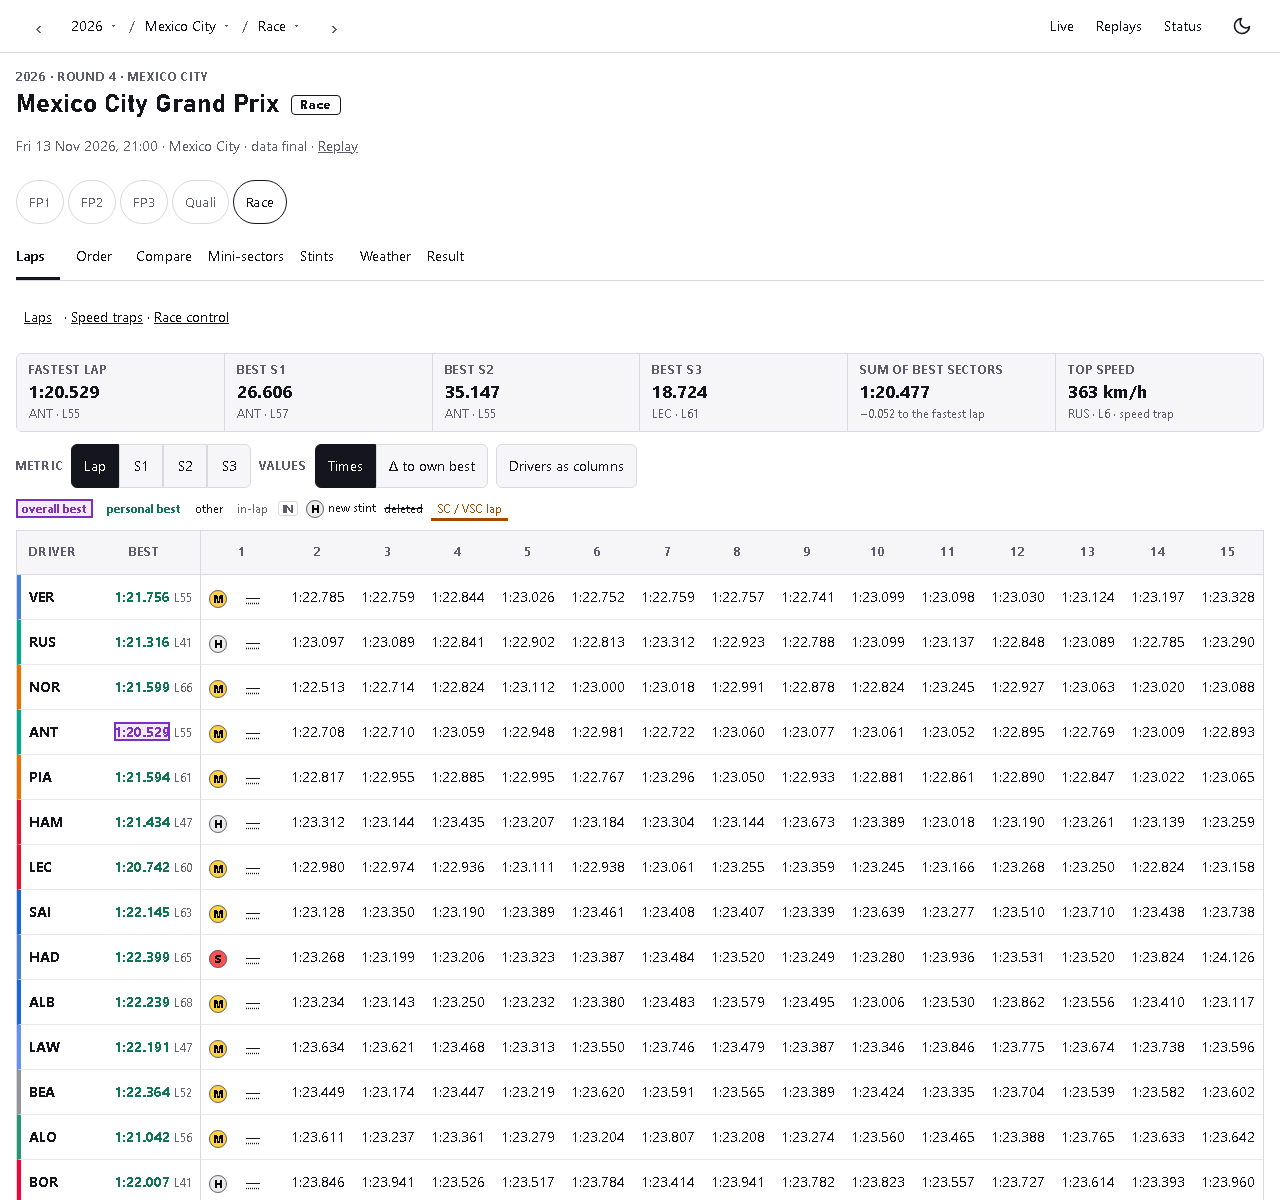 ‹ 2026 / Mexico City / Race › Live Replays Status
2026 · ROUND 4 · MEXICO CITY
Mexico City Grand Prix Race
Fri 13 Nov 2026, 21:00 · Mexico City · data final · Replay
FP1 FP2 FP3 Quali Race
Laps Order Compare Mini-sectors Stints Weather Result
Laps · Speed traps · Race control
FASTEST LAP BEST S1 BEST S2 BEST S3 SUM OF BEST SECTORS TOP SPEED
1:20.529 26.606 35.147 18.724 1:20.477 363 km/h
ANT · L55 ANT · L57 ANT · L55 LEC · L61 −0.052 to the fastest lap RUS · L6 · speed trap
METRIC Lap S1 S2 S3 VALUES Times Δ to own best Drivers as columns
overall best personal best other in-lap IN H new stint deleted SC / VSC lap
DRIVER BEST 1 2 3 4 5 6 7 8 9 10 11 12 13 14 15
VER 1:21.756 L55 M — 1:22.785 1:22.759 1:22.844 1:23.026 1:22.752 1:22.759 1:22.757 1:22.741 1:23.099 1:23.098 1:23.030 1:23.124 1:23.197 1:23.328
RUS 1:21.316 L41 H — 1:23.097 1:23.089 1:22.841 1:22.902 1:22.813 1:23.312 1:22.923 1:22.788 1:23.099 1:23.137 1:22.848 1:23.089 1:22.785 1:23.290
NOR 1:21.599 L66 M — 1:22.513 1:22.714 1:22.824 1:23.112 1:23.000 1:23.018 1:22.991 1:22.878 1:22.824 1:23.245 1:22.927 1:23.063 1:23.020 1:23.088
ANT 1:20.529 L55 M — 1:22.708 1:22.710 1:23.059 1:22.948 1:22.981 1:22.722 1:23.060 1:23.077 1:23.061 1:23.052 1:22.895 1:22.769 1:23.009 1:22.893
PIA 1:21.594 L61 M — 1:22.817 1:22.955 1:22.885 1:22.995 1:22.767 1:23.296 1:23.050 1:22.933 1:22.881 1:22.861 1:22.890 1:22.847 1:23.022 1:23.065
HAM 1:21.434 L47 H — 1:23.312 1:23.144 1:23.435 1:23.207 1:23.184 1:23.304 1:23.144 1:23.673 1:23.389 1:23.018 1:23.190 1:23.261 1:23.139 1:23.259
LEC 1:20.742 L60 M — 1:22.980 1:22.974 1:22.936 1:23.111 1:22.938 1:23.061 1:23.255 1:23.359 1:23.245 1:23.166 1:23.268 1:23.250 1:22.824 1:23.158
SAI 1:22.145 L63 M — 1:23.128 1:23.350 1:23.190 1:23.389 1:23.461 1:23.408 1:23.407 1:23.339 1:23.639 1:23.277 1:23.510 1:23.710 1:23.438 1:23.738
HAD 1:22.399 L65 S — 1:23.268 1:23.199 1:23.206 1:23.323 1:23.387 1:23.484 1:23.520 1:23.249 1:23.280 1:23.936 1:23.531 1:23.520 1:23.824 1:24.126
ALB 1:22.239 L68 M — 1:23.234 1:23.143 1:23.250 1:23.232 1:23.380 1:23.483 1:23.579 1:23.495 1:23.006 1:23.530 1:23.862 1:23.556 1:23.410 1:23.117
LAW 1:22.191 L47 M — 1:23.634 1:23.621 1:23.468 1:23.313 1:23.550 1:23.746 1:23.479 1:23.387 1:23.346 1:23.846 1:23.775 1:23.674 1:23.738 1:23.596
BEA 1:22.364 L52 M — 1:23.449 1:23.174 1:23.447 1:23.219 1:23.620 1:23.591 1:23.565 1:23.389 1:23.424 1:23.335 1:23.704 1:23.539 1:23.582 1:23.602
ALO 1:21.042 L56 M — 1:23.611 1:23.237 1:23.361 1:23.279 1:23.204 1:23.807 1:23.208 1:23.274 1:23.560 1:23.465 1:23.388 1:23.765 1:23.633 1:23.642
BOR 1:22.007 L41 H — 1:23.846 1:23.941 1:23.526 1:23.517 1:23.784 1:23.414 1:23.941 1:23.782 1:23.823 1:23.557 1:23.727 1:23.614 1:23.393 1:23.960